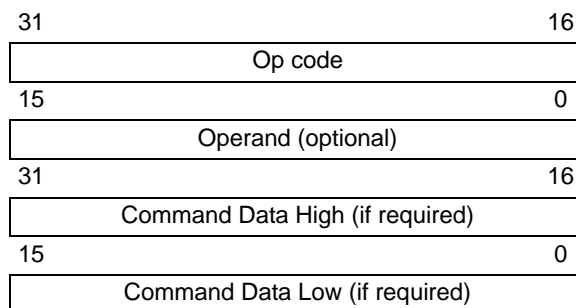 31 16
Op code
15 0
Operand (optional)
31 16
Command Data High (if required)
15 0
Command Data Low (if required)